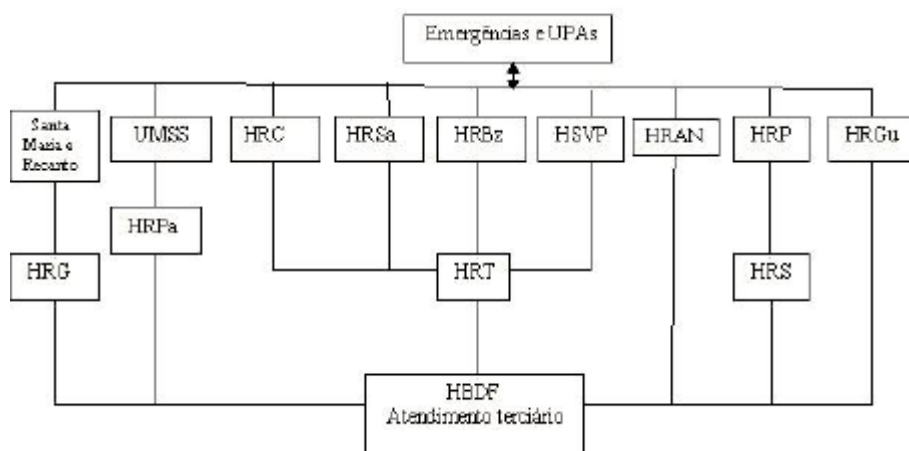 Emergências e UPAs
Santa
Maria e
Recanto
UMSS
HRC
HRSa
HRBz
HSVP
HRAN
HRP
HRGu
HRPa
HRG
HRT
HRS
HBDF
Atendimento terciário